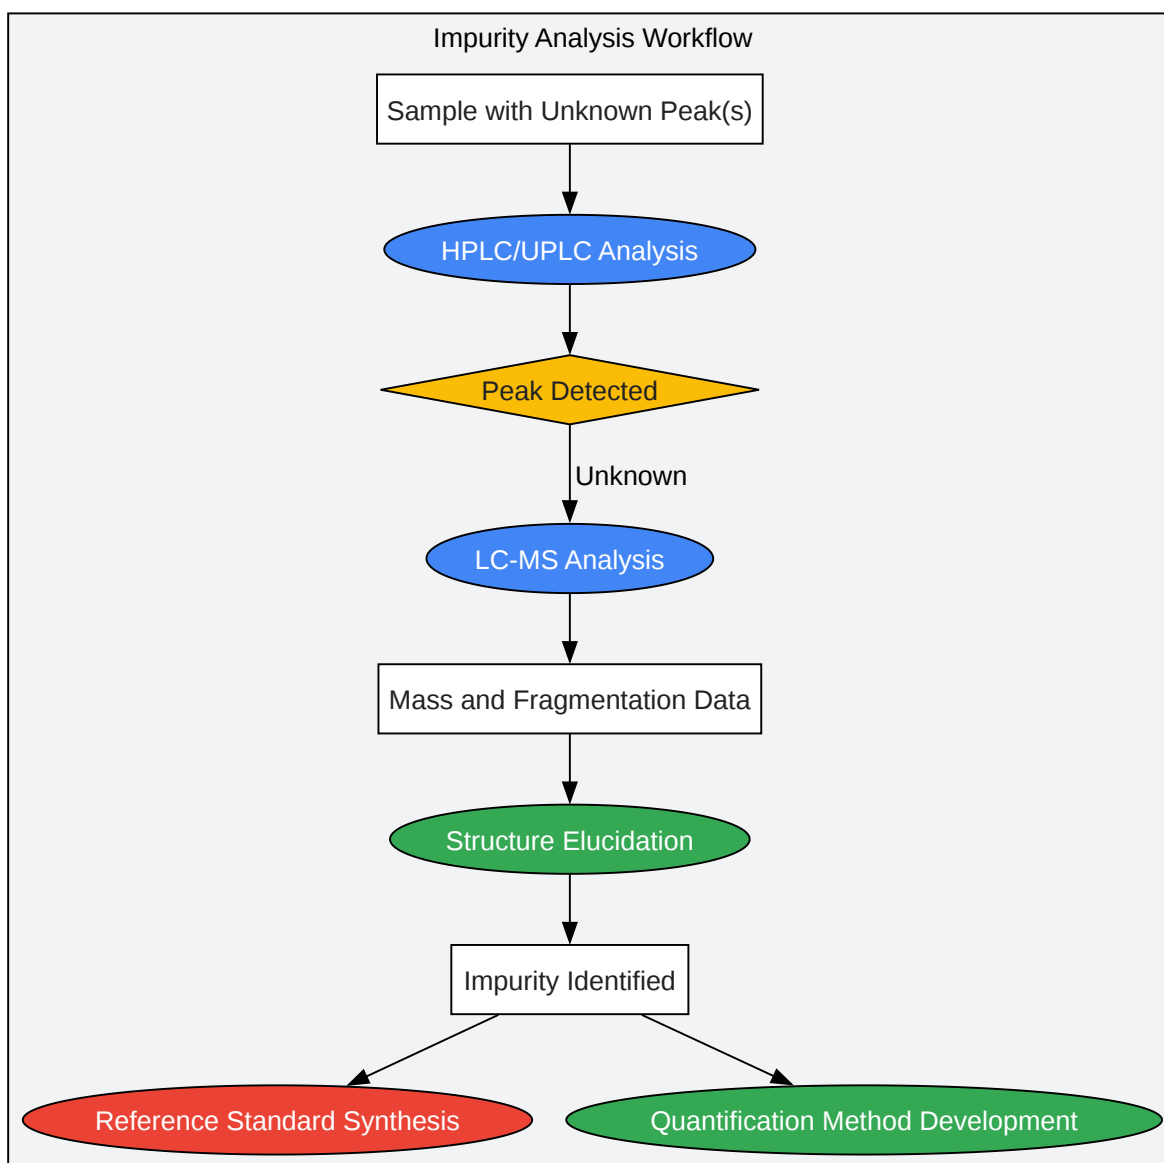 Impurity Analysis Workflow
Sample with Unknown Peak(s)
HPLC/UPLC Analysis
Peak Detected
Unknown
LC-MS Analysis
Mass and Fragmentation Data
Structure Elucidation
Impurity Identified
Reference Standard Synthesis
Quantification Method Development